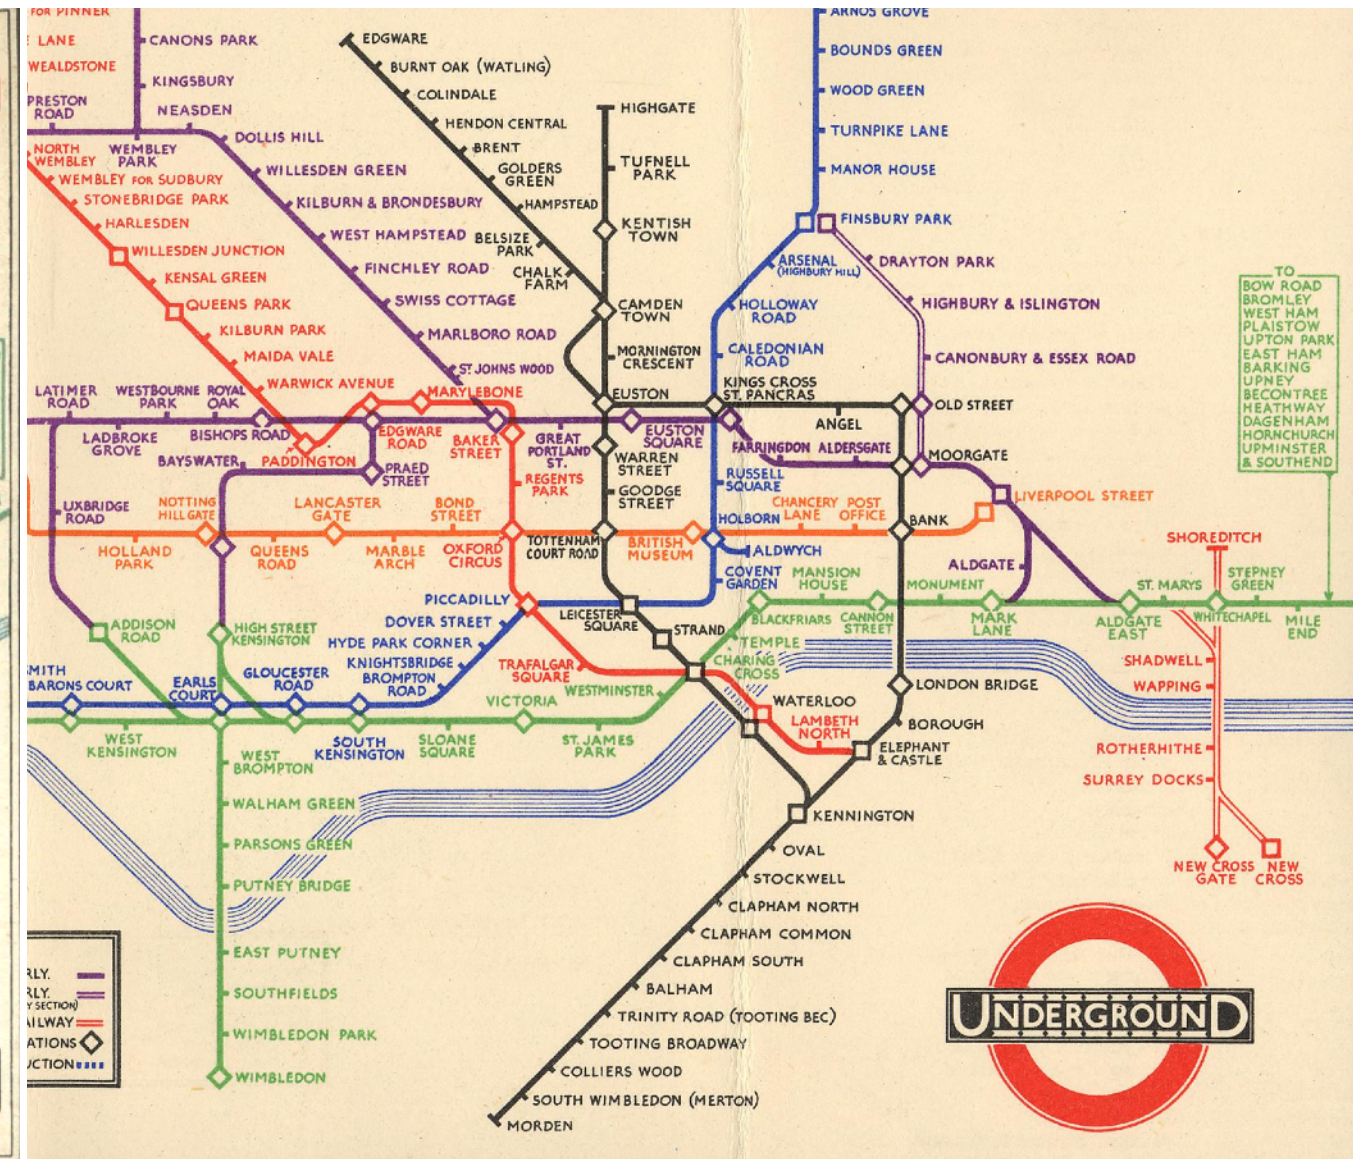 FOR PINNER
LANE
WEALDSTONE
PRESTON
ROAD
NORTH
WEMBLEY
CANONS PARK
KINGSBURY
NEASDEN
WEMBLEY
PARK
DOLLIS HILL
WILLESDEN GREEN
KILBURN & BRONDESBURY
WEST HAMPSTEAD
FINCHLEY ROAD
SWISS COTTAGE
MARLBORO ROAD
ST. JOHNS WOOD
WEMBLEY FOR SUDBURY
STONEBRIDGE PARK
HARLESDEN
WILLESDEN JUNCTION
KENSAL GREEN
QUEENS PARK
KILBURN PARK
MAIDA VALE
WARWICK AVENUE
MARYLEBONE
EDGWARE
BURNT OAK (WATLING)
COLINDALE
HENDON CENTRAL
BRENT
GOLDERS
GREEN
HAMPSTEAD
BELSIZE
PARK
CHALK
FARM
HIGHGATE
TUFNELL
PARK
KENTISH
TOWN
CAMDEN
TOWN
MORNINGTON
CRESCENT
EUSTON
ARNOS GROVE
BOUNDS GREEN
WOOD GREEN
TURNPIKE LANE
MANOR HOUSE
FINSBURY PARK
ARSENAL
(HIGHBURY HILL)
HOLLOWAY
ROAD
CALEDONIAN
ROAD
KINGS CROSS
ST. PANCRAS
DRAYTON PARK
HIGHBURY & ISLINGTON
CANONBURY & ESSEX ROAD
OLD STREET
MOORGATE
LIVERPOOL STREET
TO
BOW ROAD
BROMLEY
WEST HAM
PLAISTOW
UPTON PARK
EAST HAM
BARKING
UPNEY
BECONTREE
HEATHWAY
DAGENHAM
HORNCHURCH
UPMINSTER
& SOUTHEND
LATIMER
ROAD
WESTBOURNE
PARK
ROYAL
OAK
LADBROKE
GROVE
BISHOPS ROAD
PADDINGTON
EDGWARE
ROAD
BAKER
STREET
GREAT
PORTLAND
ST.
EUSTON
SQUARE
ANGEL
FARRINGDON
ALDERSGATE
BAYSWATER
PRAED
STREET
REGENTS
PARK
WARREN
STREET
GOODGE
STREET
RUSSELL
SQUARE
UXBRIDGE
ROAD
NOTTING
HILL GATE
LANCASTER
GATE
BOND
STREET
CHANCERY
LANE
POST
OFFICE
HOLBORN
BANK
HOLLAND
PARK
QUEENS
ROAD
MARBLE
ARCH
OXFORD
CIRCUS
TOTTENHAM
COURT ROAD
BRITISH
MUSEUM
ALDWYCH
COVENT
GARDEN
MANSION
HOUSE
MONUMENT
ALDGATE
SHOREDITCH
ST. MARYS
STEPNEY
GREEN
ADDISON
ROAD
HIGH STREET
KENSINGTON
PICCADILLY
DOVER STREET
HYDE PARK CORNER
KNIGHTSBRIDGE
BROMPTON
ROAD
LEICESTER
SQUARE
STRAND
TRAFALGAR
SQUARE
WESTMINSTER
BLACKFRIARS
CANNON
STREET
MARK
LANE
ALDGATE
EAST
WHITECHAPEL
MILE
END
TEMPLE
CHARING
CROSS
SMITH
BARONS COURT
EARLS
COURT
GLOUCESTER
ROAD
VICTORIA
WATERLOO
LAMBETH
NORTH
LONDON BRIDGE
BOROUGH
ELEPHANT
& CASTLE
SHADWELL
WAPPING
ROTHERHITHE
SURREY DOCKS
NEW CROSS
GATE
NEW
CROSS
WEST
KENSINGTON
WEST
BROMPTON
SOUTH
KENSINGTON
SLOANE
SQUARE
ST. JAMES
PARK
WALHAM GREEN
PARSONS GREEN
PUTNEY BRIDGE
EAST PUTNEY
SOUTHFIELDS
WIMBLEDON PARK
WIMBLEDON
KENNINGTON
OVAL
STOCKWELL
CLAPHAM NORTH
CLAPHAM COMMON
CLAPHAM SOUTH
BALHAM
TRINITY ROAD (TOOTING BEC)
TOOTING BROADWAY
COLLIERS WOOD
SOUTH WIMBLEDON (MERTON)
MORDEN
RLY.
RLY.
Y SECTION)
AILWAY
ATIONS
UCTION
UNDERGROUND